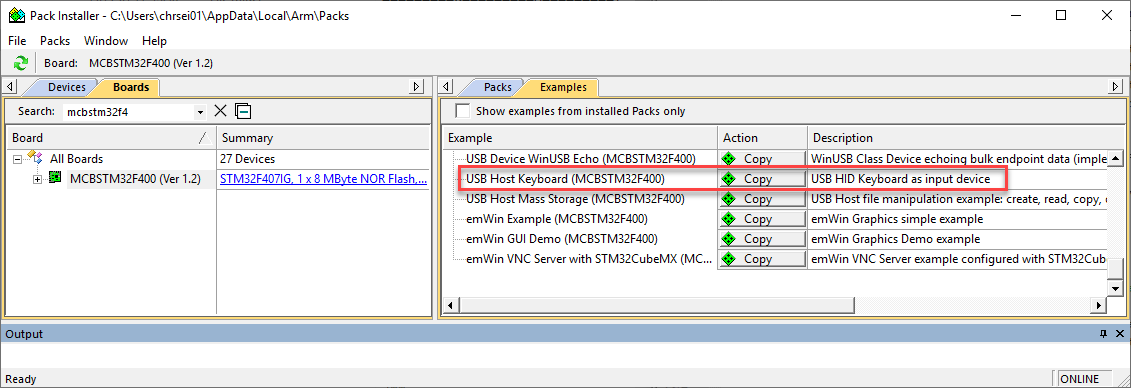 Pack Installer - C:\Users\chrsei01\AppData\Local\Arm\Packs
File Packs Window Help
Board: MCBSTM32F400 (Ver 1.2)
Devices Boards
Search: mcbstm32f4
Board Summary
All Boards 27 Devices
MCBSTM32F400 (Ver 1.2) STM32F407IG, 1 x 8 MByte NOR Flash,...
Packs Examples
Show examples from installed Packs only
Example Action Description
USB Device WinUSB Echo (MCBSTM32F400) Copy WinUSB Class Device echoing bulk endpoint data (imple
USB Host Keyboard (MCBSTM32F400) Copy USB HID Keyboard as input device
USB Host Mass Storage (MCBSTM32F400) Copy USB Host file manipulation example: create, read, copy,
emWin Example (MCBSTM32F400) Copy emWin Graphics simple example
emWin GUI Demo (MCBSTM32F400) Copy emWin Graphics Demo example
emWin VNC Server with STM32CubeMX (MC... Copy emWin VNC Server example configured with STM32Cube
Output
Ready ONLINE